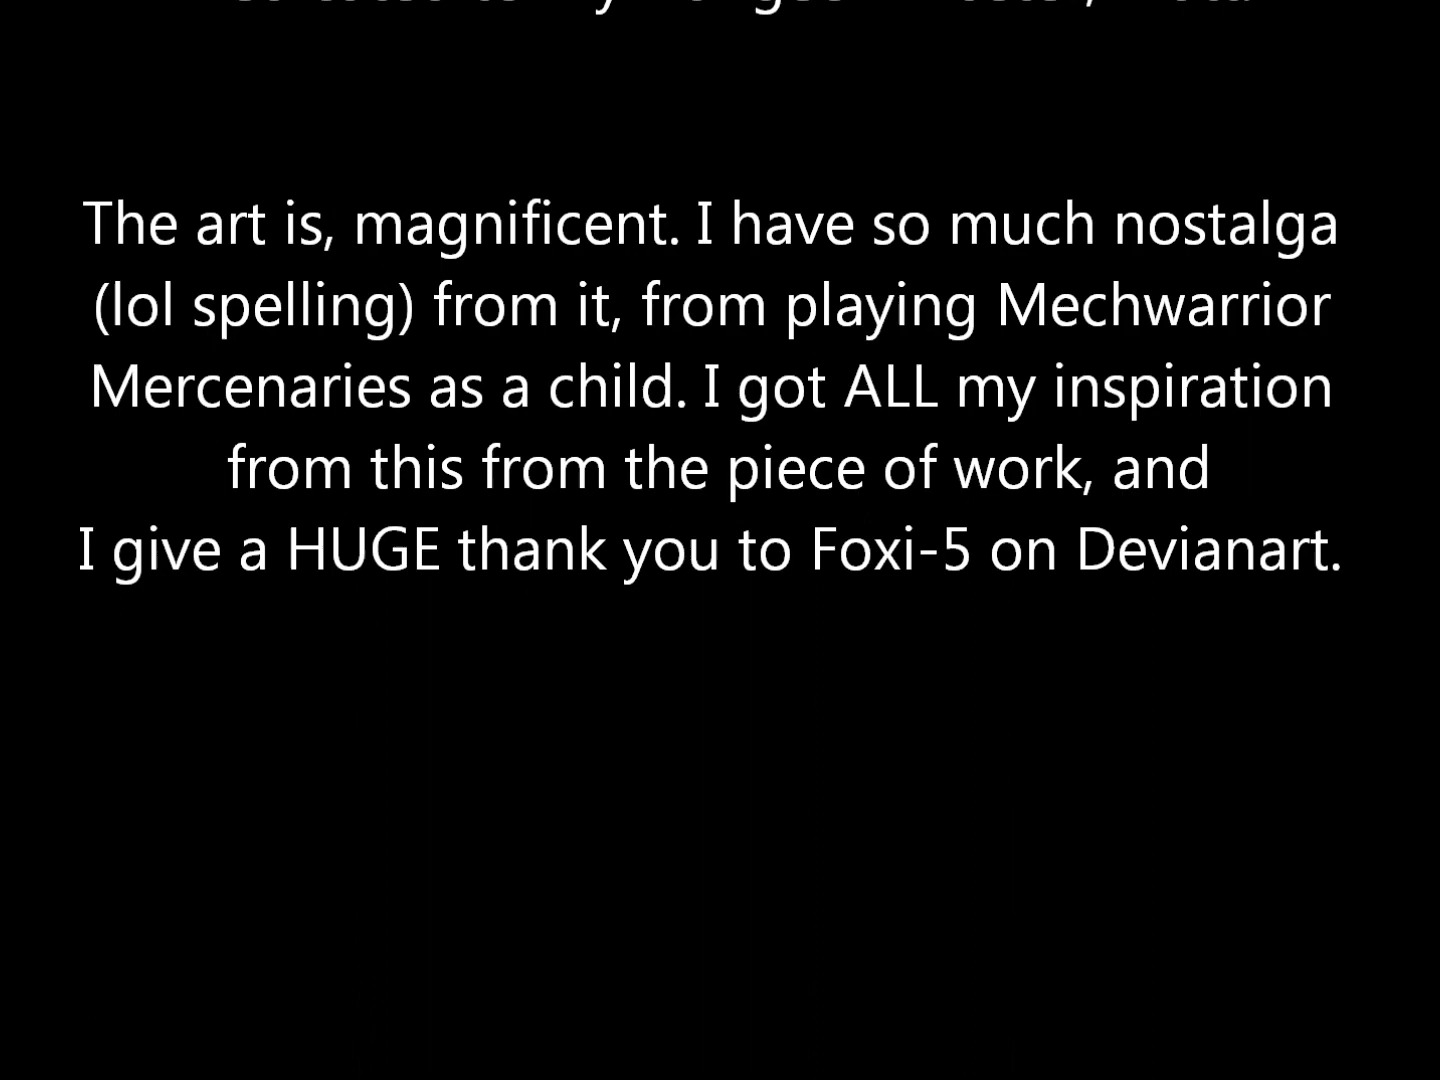 The art is, magnificent. I have so much nostalga
(lol spelling) from it, from playing Mechwarrior
Mercenaries as a child. I got ALL my inspiration
from this from the piece of work, and
I give a HUGE thank you to Foxi-5 on Devianart.